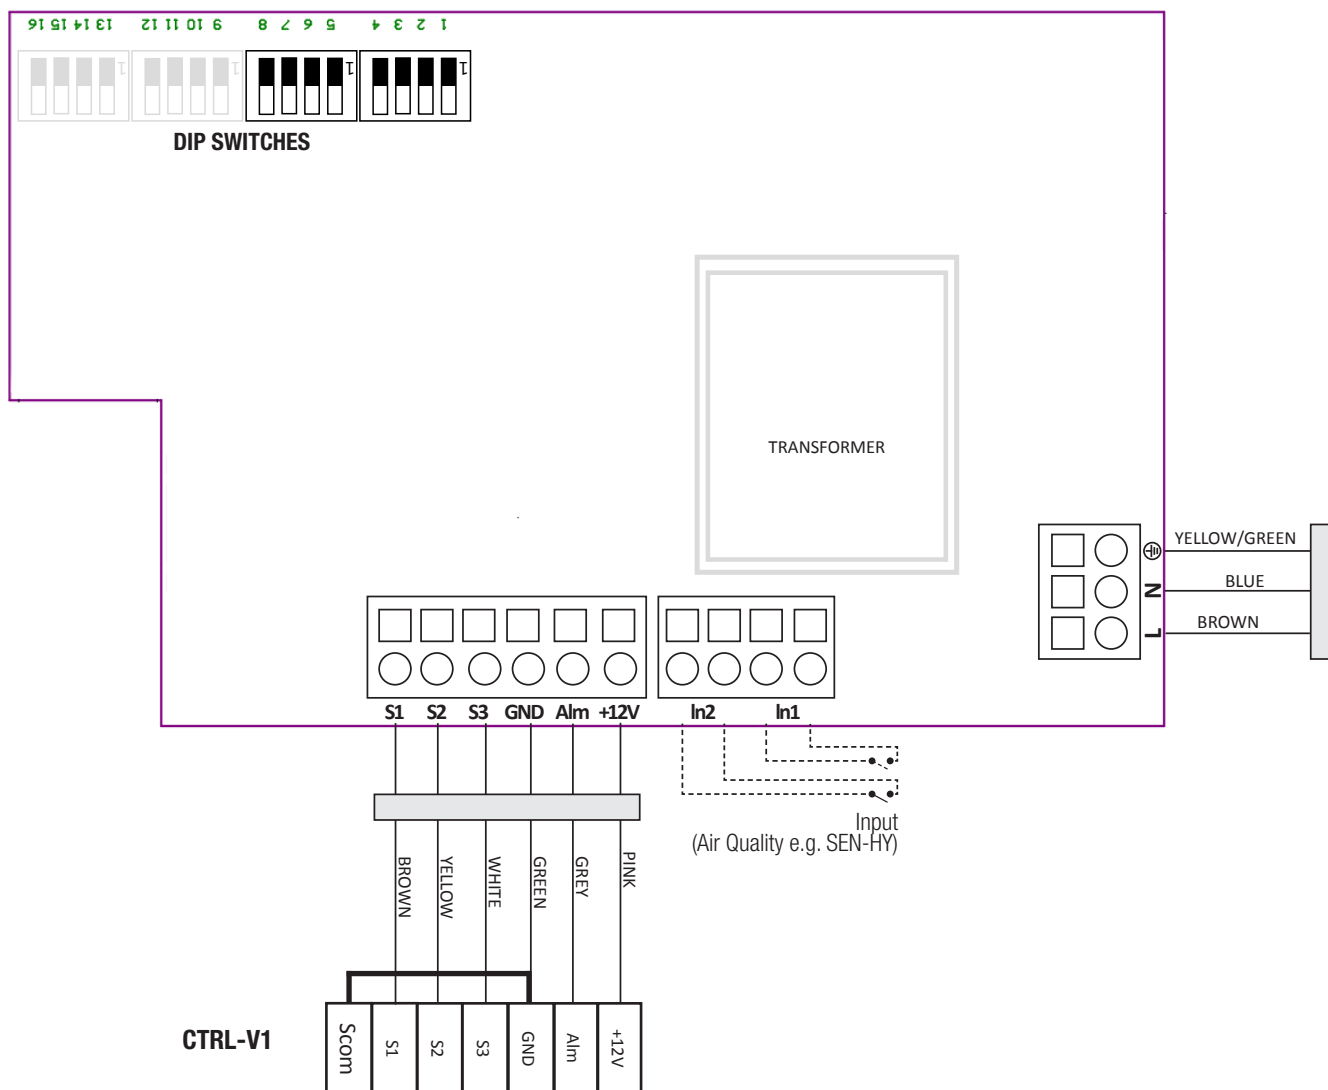 16 15 14 13 12 11 10 9 8 7 6 5 4 3 2 1
1 1 1 1
DIP SWITCHES
TRANSFORMER
YELLOW/GREEN
N BLUE
L BROWN
S1 S2 S3 GND Alm +12V In2 In1
Input
(Air Quality e.g. SEN-HY)
BROWN YELLOW WHITE GREEN GREY PINK
CTRL-V1 Scom S1 S2 S3 GND Alm +12V